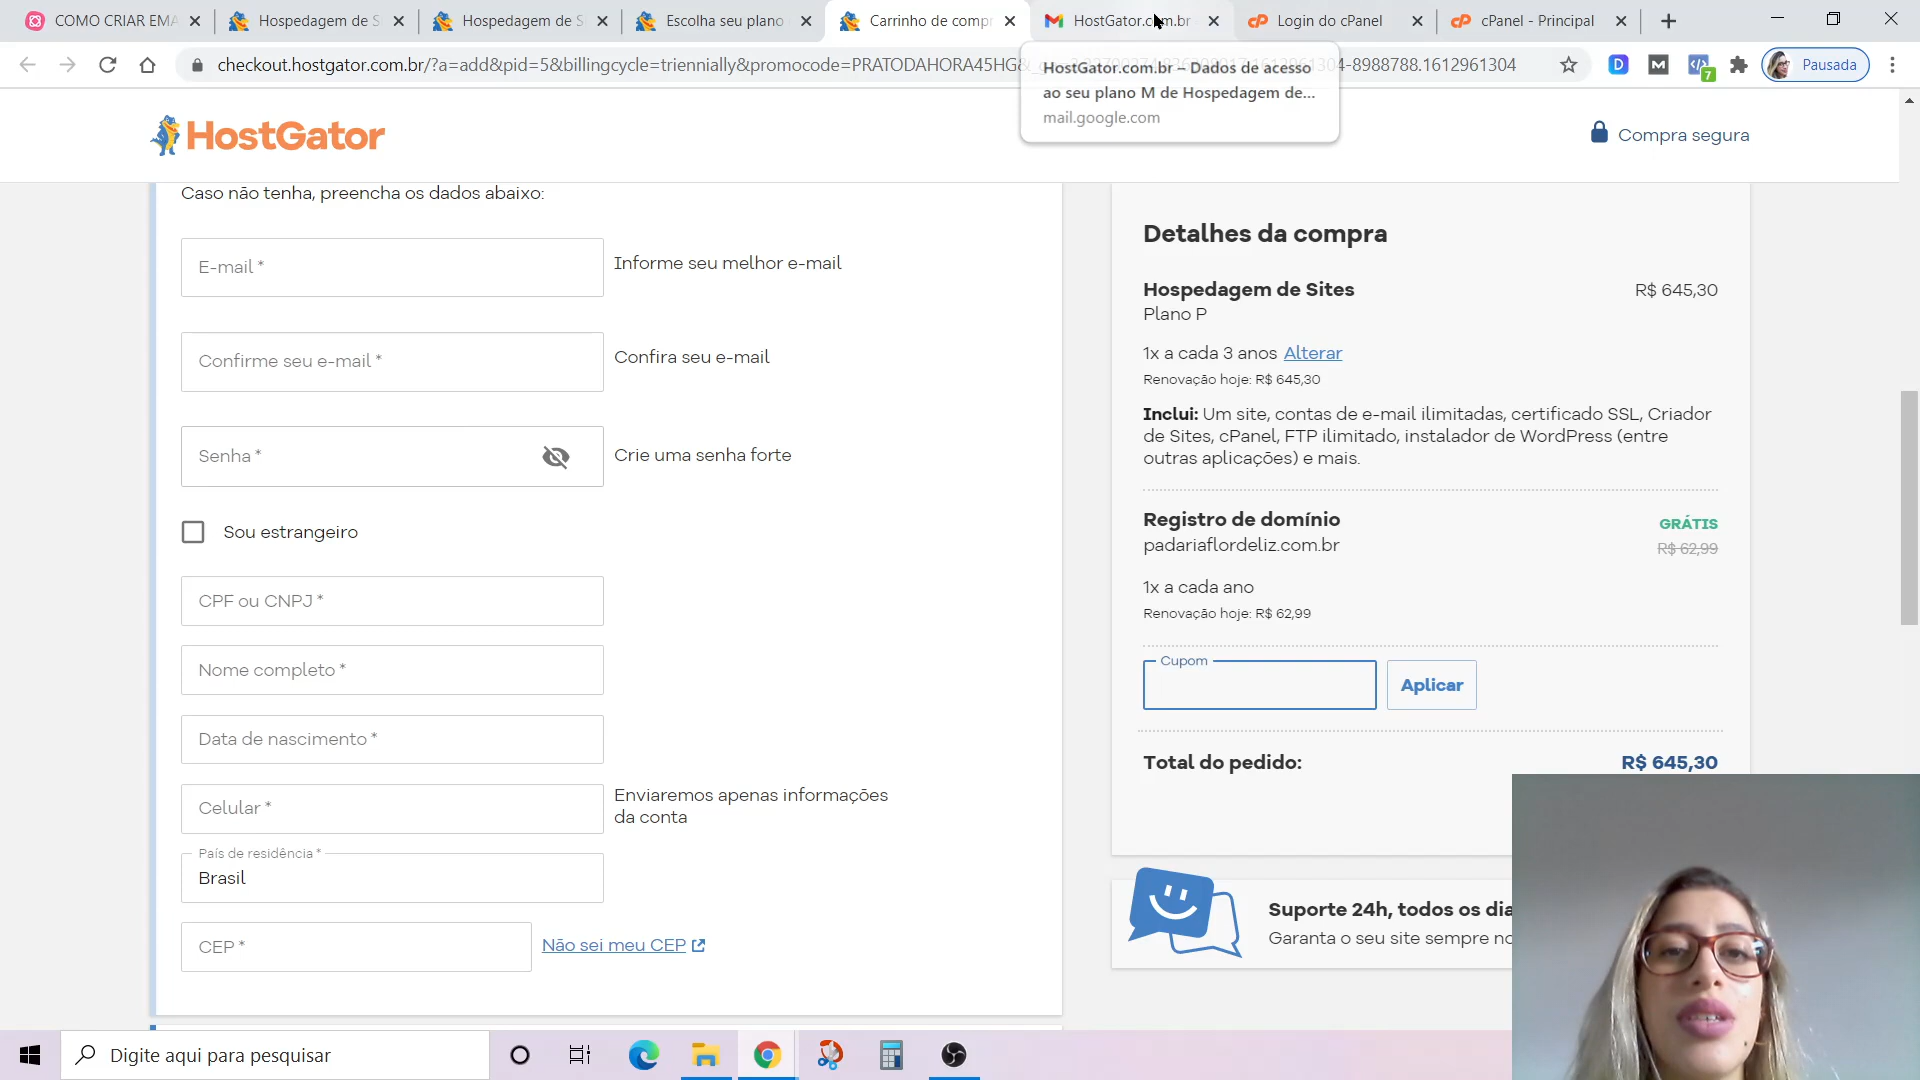 COMO CRIAR EMA
Hospedagem de S
Hospedagem de S
Escolha seu plano
Carrinho de compr
HostGator.com.br
Login do cPanel
cPanel - Principal
checkout.hostgator.com.br/?a=add&pid=5&billingcycle=triennially&promocode=PRATODAHORA45HG&
04-8988788.1612961304
Pausada
HostGator.com.br – Dados de acesso
ao seu plano M de Hospedagem de...
mail.google.com
HostGator
Compra segura
Caso não tenha, preencha os dados abaixo:
E-mail *
Informe seu melhor e-mail
Confirme seu e-mail *
Confira seu e-mail
Senha *
Crie uma senha forte
Sou estrangeiro
CPF ou CNPJ *
Nome completo *
Data de nascimento *
Celular *
Enviaremos apenas informações
da conta
País de residência *
Brasil
CEP *
Não sei meu CEP
Detalhes da compra
Hospedagem de Sites
R$ 645,30
Plano P
1x a cada 3 anos Alterar
Renovação hoje: R$ 645,30
Inclui: Um site, contas de e-mail ilimitadas, certificado SSL, Criador
de Sites, cPanel, FTP ilimitado, instalador de WordPress (entre
outras aplicações) e mais.
Registro de domínio
GRÁTIS
padariaflordeliz.com.br
R$ 62,99
1x a cada ano
Renovação hoje: R$ 62,99
Cupom
Aplicar
Total do pedido:
R$ 645,30
Suporte 24h, todos os dia
Garanta o seu site sempre no
Digite aqui para pesquisar